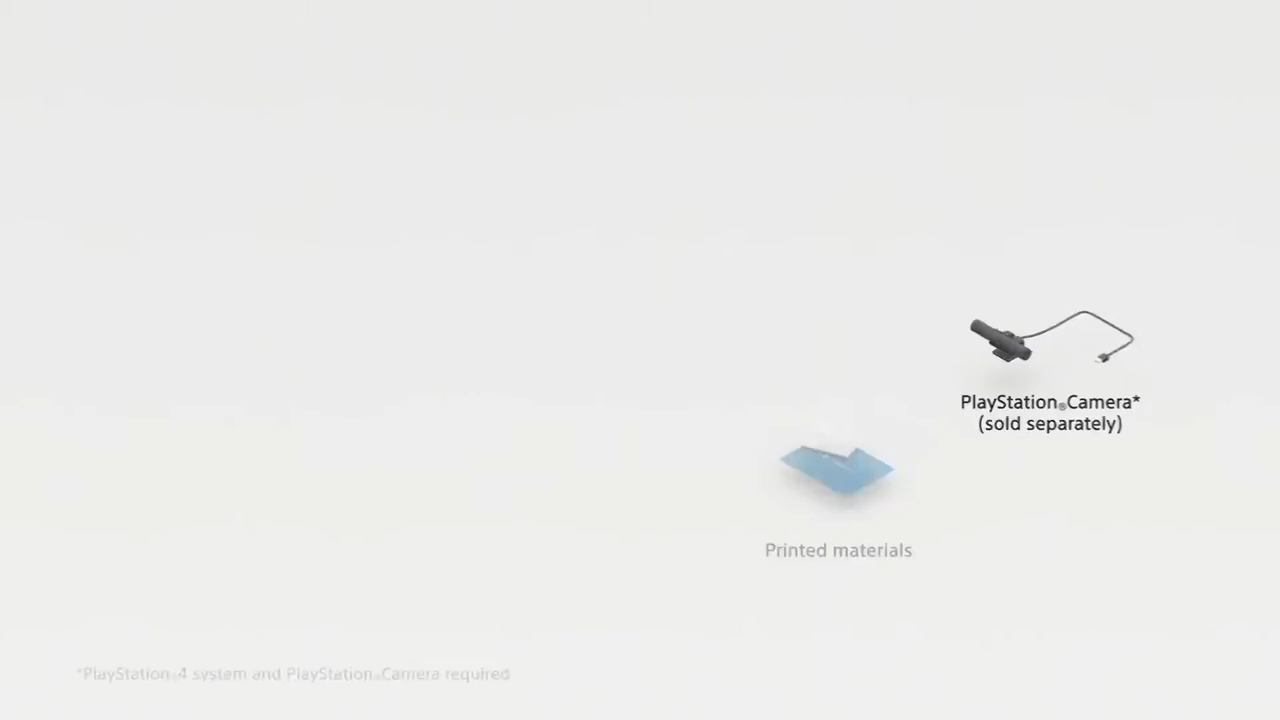 PlayStation®Camera*
(sold separately)
Printed materials
*PlayStation®4 system and PlayStation®Camera required